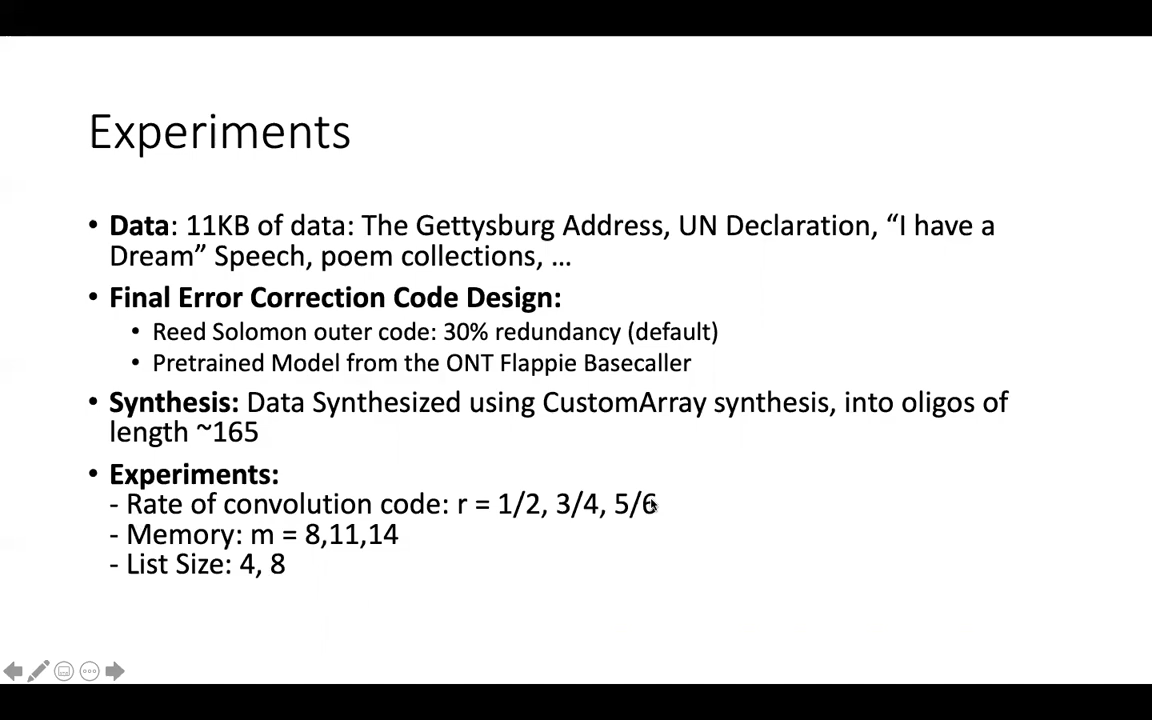 Experiments
• Data: 11KB of data: The Gettysburg Address, UN Declaration, “I have a
Dream” Speech, poem collections, ...
• Final Error Correction Code Design:
• Reed Solomon outer code: 30% redundancy (default)
• Pretrained Model from the ONT Flappie Basecaller
• Synthesis: Data Synthesized using CustomArray synthesis, into oligos of
length ~165
• Experiments:
- Rate of convolution code: r = 1/2, 3/4, 5/6
- Memory: m = 8,11,14
- List Size: 4, 8